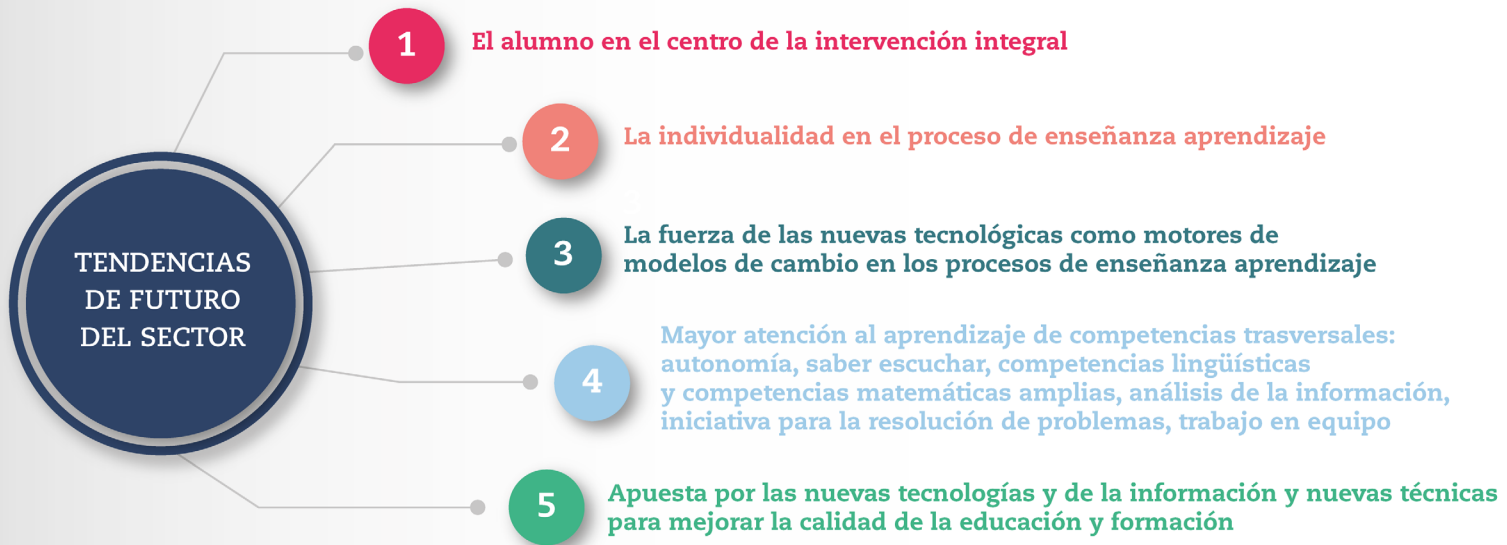 TENDENCIAS
DE FUTURO
DEL SECTOR
1
El alumno en el centro de la intervención integral
2
La individualidad en el proceso de enseñanza aprendizaje
3
La fuerza de las nuevas tecnológicas como motores de
modelos de cambio en los procesos de enseñanza aprendizaje
4
Mayor atención al aprendizaje de competencias trasversales:
autonomía, saber escuchar, competencias lingüísticas
y competencias matemáticas amplias, análisis de la información,
iniciativa para la resolución de problemas, trabajo en equipo
5
Apuesta por las nuevas tecnologías y de la información y nuevas técnicas
para mejorar la calidad de la educación y formación